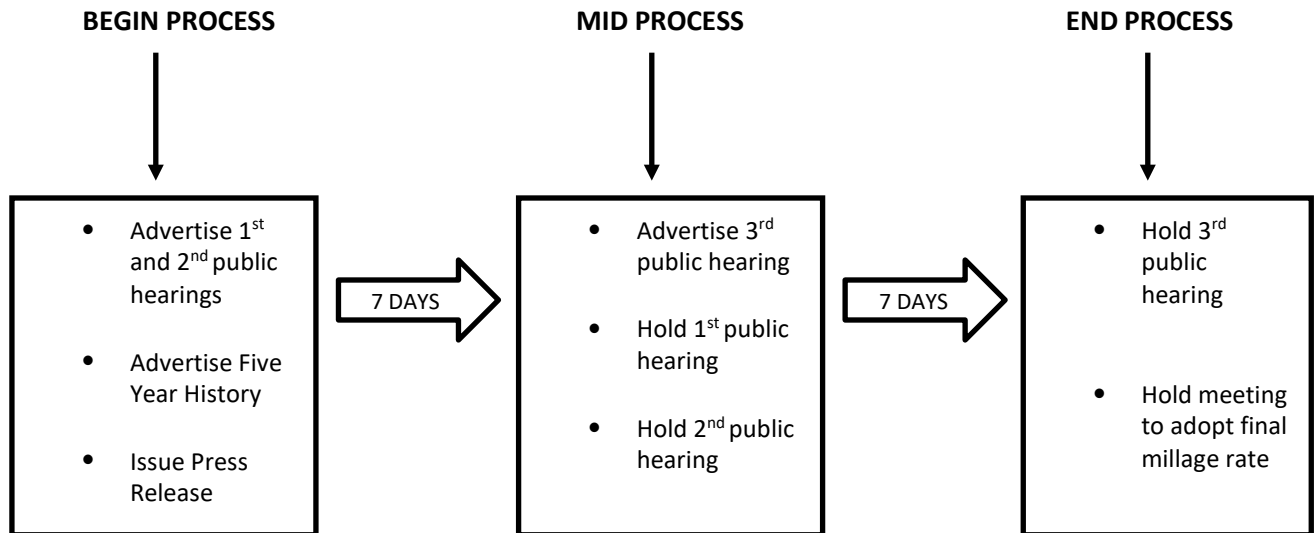 BEGIN PROCESS
MID PROCESS
END PROCESS
• Advertise 1st
and 2nd public
hearings
• Advertise Five
Year History
• Issue Press
Release
7 DAYS
• Advertise 3rd
public hearing
• Hold 1st public
hearing
• Hold 2nd public
hearing
7 DAYS
• Hold 3rd
public
hearing
• Hold meeting
to adopt final
millage rate